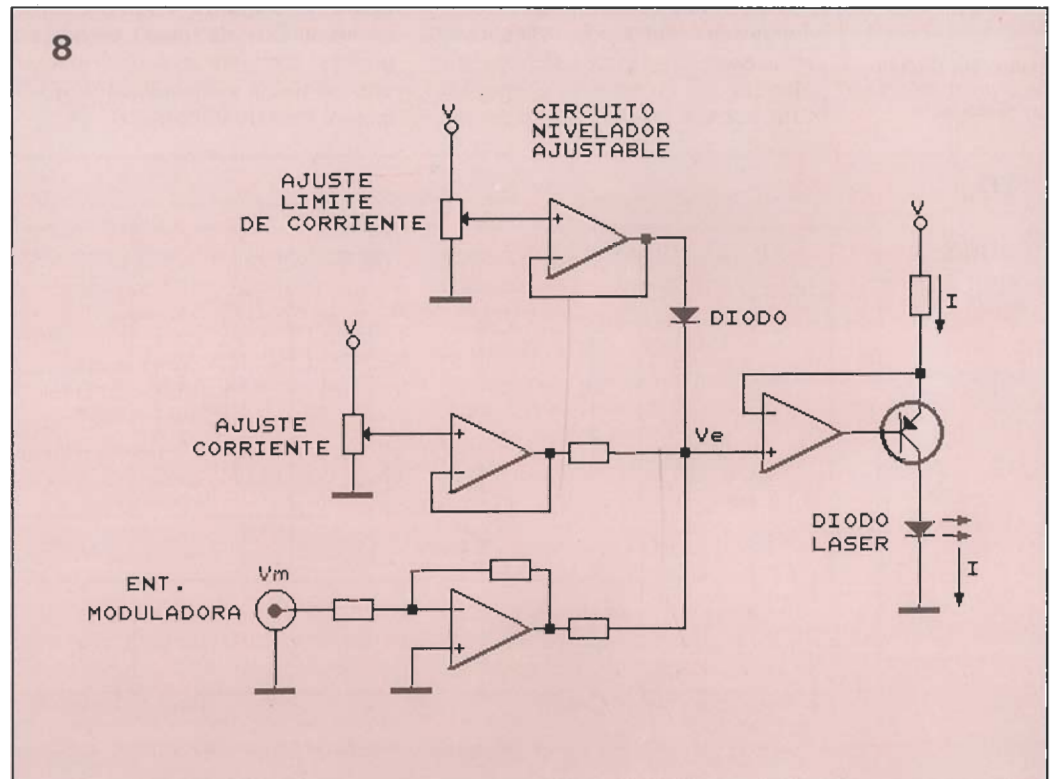 8
V
CIRCUITO
NIVELADOR
AJUSTABLE
AJUSTE
LIMITE
DE CORRIENTE
+
-
V
I
DIODO
V
AJUSTE
CORRIENTE
+
-
Ve
-
+
DIODO
LASER
I
ENT.
MODULADORA
Vm
-
+